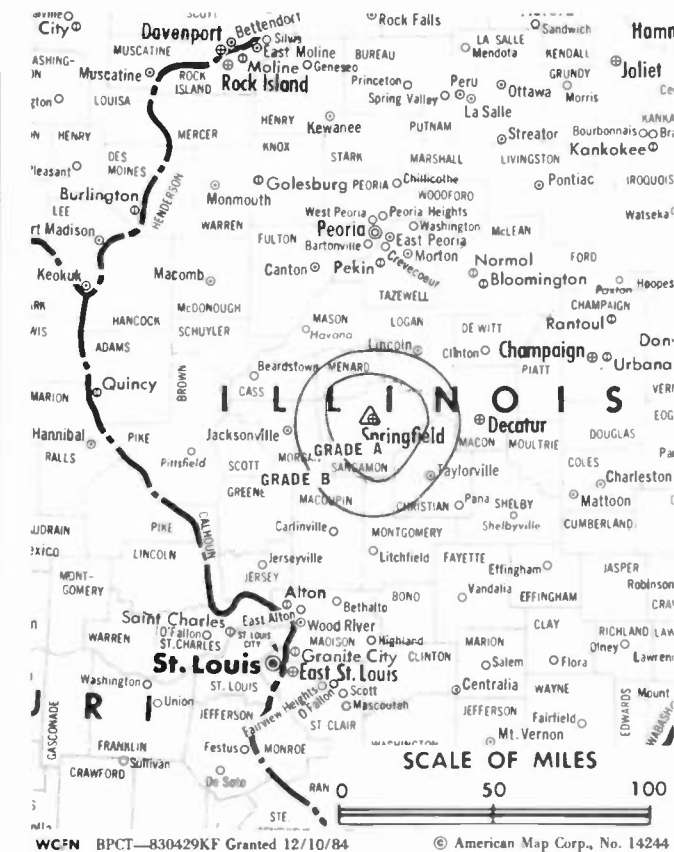 SCOTT
City
Davenport
Bettendorf
Silvis
Rock Falls
Sandwich
MUSCATINE
East Moline
BUREAU
LA SALLE
Mendota
KENDALL
Muscatine
ROCK ISLAND
Moline
Geneseo
Rock Island
Princeton
Peru
GRUNDY
Joliet
LOUISA
Spring Valley
La Salle
Ottawa
Morris
HENRY
MERCER
HENRY
Kewanee
PUTNAM
Streator
Bourbonnais
Kankakee
DES MOINES
KNOX
STARK
MARSHALL
LIVINGSTON
Burlington
HENDERSON
Monmouth
Golesburg
PEORIA
Chillicothe
WOODFORD
Pontiac
LEE
WARREN
West Peoria
Peoria Heights
Washington
McLEAN
Watseka
FULTON
Peoria
East Peoria
Bartonville
Morton
FORD
Keokuk
Macomb
Canton
Pekin
Crevecoeur
Normal
Bloomington
Paxton
TAZEWELL
CHAMPAIGN
HANCOCK
McDONOUGH
SCHUYLER
MASON
Havana
LOGAN
DE WITT
Rantoul
ADAMS
Lincoln
Clinton
Champaign
Urbana
BROWN
Beardstown
MENARD
PIATT
MARION
Quincy
CASS
ILLINOIS
Springfield
Decatur
Hannibal
RALLS
PIKE
Pittsfield
Jacksonville
GRADE A
MACON
MOULTRIE
DOUGLAS
SCOTT
SANGAMON
Taylorville
COLES
Charleston
GREENE
GRADE B
MACOUPIN
CHRISTIAN
Pana
SHELBY
Mattoon
PIKE
CALHOUN
Carlinville
MONTGOMERY
Shelbyville
CUMBERLAND
LINCOLN
Jerseyville
Litchfield
FAYETTE
Effingham
JASPER
MONT-
GOMERY
JERSEY
Alton
Bethalto
BOND
Vandalia
EFFINGHAM
Robinson
Saint Charles
East Alton
Wood River
CLAY
WARREN
O'Fallon
ST. CHARLES
ST LOUIS CITY
MADISON
Highland
MARION
RICHLAND
Olney
St. Louis
Granite City
CLINTON
Salem
Flora
Washington
East St. Louis
Union
ST. LOUIS
Fairview Heights
O'Fallon
Scott
Mascoutah
Centralia
WAYNE
EDWARDS
Mount
URI
GASCONADE
JEFFERSON
ST CLAIR
JEFFERSON
Fairfield
WABASH
FRANKLIN
Festus
MONROE
WASHINGTON
Mt. Vernon
CRAWFORD
Sullivan
De Soto
SCALE OF MILES
RAN
0 50 100
STE.
WCFN BPCT—830429KF Granted 12/10/84
© American Map Corp., No. 14244